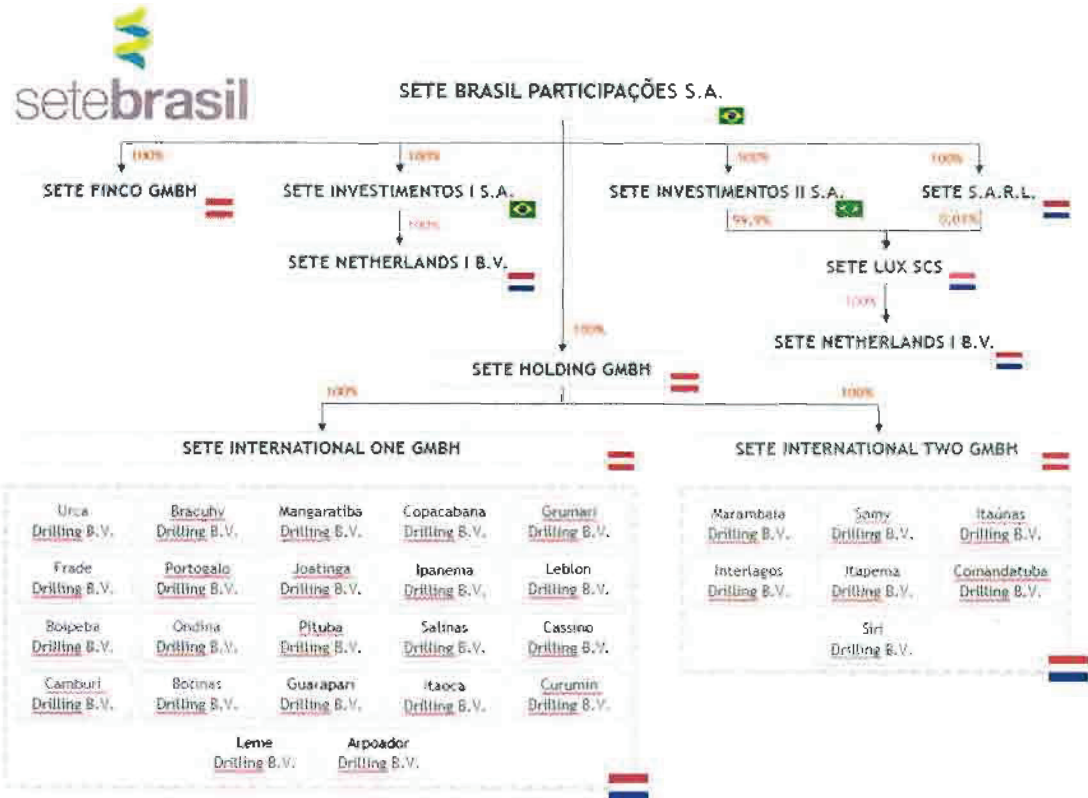 setebrasil
SETE BRASIL PARTICIPAÇÕES S.A.
100% 100% 100% 100%
SETE FINCO GMBH SETE INVESTIMENTOS I S.A. SETE INVESTIMENTOS II S.A. SETE S.A.R.L.
100% 99,9% 0,01%
SETE NETHERLANDS I B.V. SETE LUX SCS
100%
100%
SETE NETHERLANDS I B.V.
SETE HOLDING GMBH
100% 100%
SETE INTERNATIONAL ONE GMBH SETE INTERNATIONAL TWO GMBH
Urca Bracuhy Mangaratiba Copacabana Grumari Marambaia Samy Itaúnas
Drilling B.V. Drilling B.V. Drilling B.V. Drilling B.V. Drilling B.V. Drilling B.V. Drilling B.V. Drilling B.V.
Frade Portogalo Joatinga Ipanema Leblon Interlagos Itapema Comandatuba
Drilling B.V. Drilling B.V. Drilling B.V. Drilling B.V. Drilling B.V. Drilling B.V. Drilling B.V. Drilling B.V.
Boipeba Ondina Pituba Salinas Cassino Siri
Drilling B.V. Drilling B.V. Drilling B.V. Drilling B.V. Drilling B.V. Drilling B.V.
Camburi Botinas Guarapari Itaoca Curumin
Drilling B.V. Drilling B.V. Drilling B.V. Drilling B.V. Drilling B.V.
Leme Arpoador
Drilling B.V. Drilling B.V.